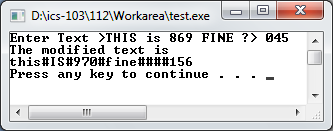 D:\ics-103\112\Workarea\test.exe
Enter Text >THIS is 869 FINE ?> 045
The modified text is
this#IS#970#fine####156
Press any key to continue . . .